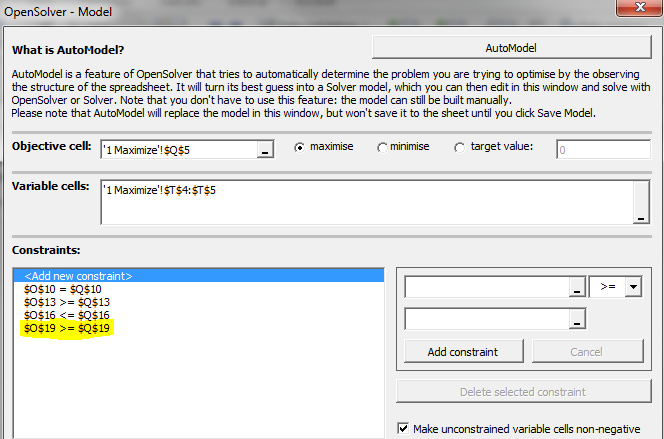 OpenSolver - Model
What is AutoModel?
AutoModel
AutoModel is a feature of OpenSolver that tries to automatically determine the problem you are trying to optimise by the observing
the structure of the spreadsheet. It will turn its best guess into a Solver model, which you can then edit in this window and solve with
OpenSolver or Solver. Note that you don't have to use this feature: the model can still be built manually.
Please note that AutoModel will replace the model in this window, but won't save it to the sheet until you click Save Model.
Objective cell: '1 Maximize'!$Q$5 _ maximise minimise target value: 0
Variable cells: '1 Maximize'!$T$4:$T$5 _
Constraints:
<Add new constraint>
$O$10 = $Q$10
$O$13 >= $Q$13
$O$16 <= $Q$16
$O$19 >= $Q$19
_ >=
_
Add constraint Cancel
Delete selected constraint
Make unconstrained variable cells non-negative